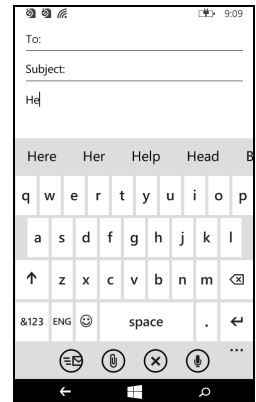 9:09
To:
Subject:
He
Here Her Help Head B
q w e r t y u i o p
a s d f g h j k l
z x c v b n m
&123 ENG space .